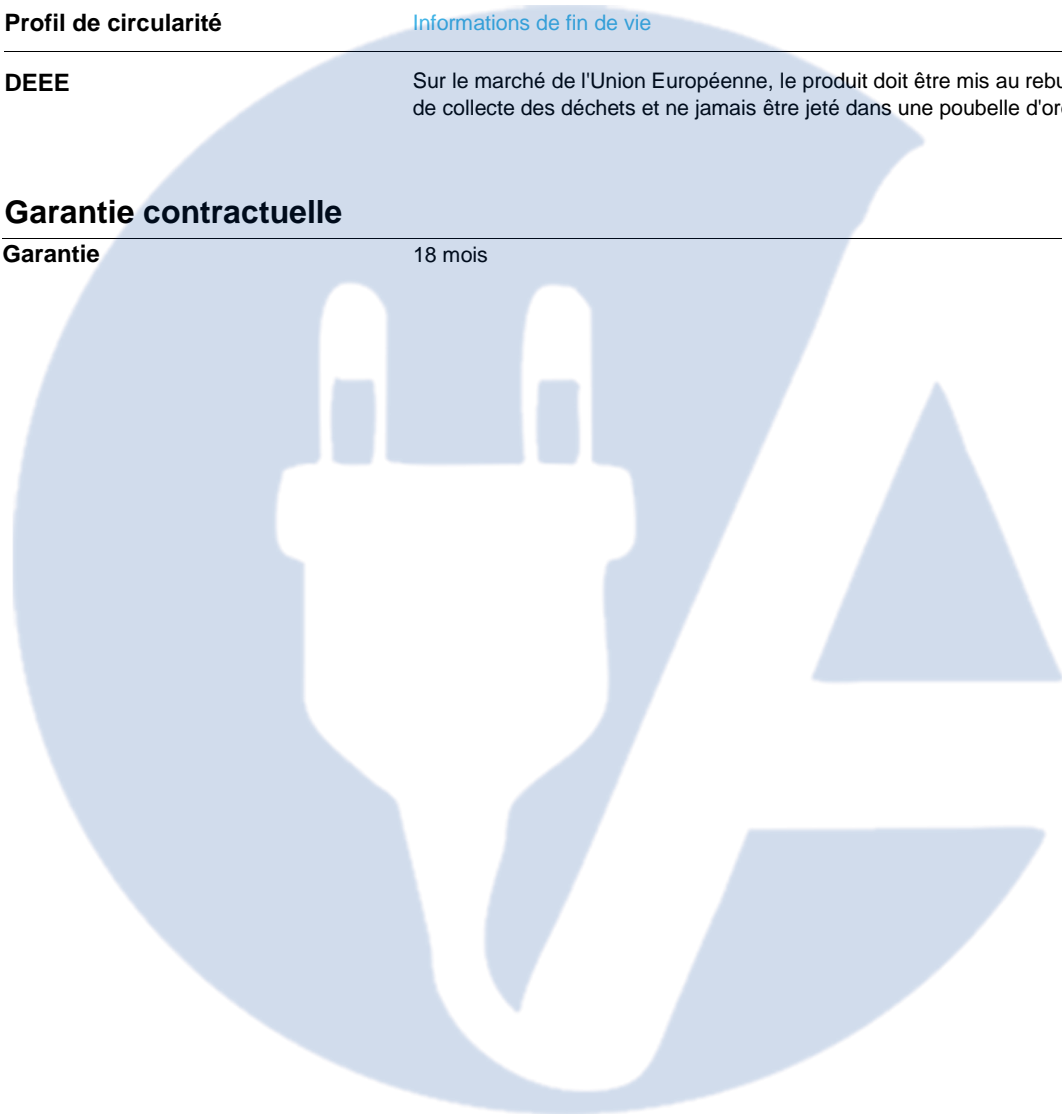 Profil de circularité Informations de fin de vie
DEEE Sur le marché de l'Union Européenne, le produit doit être mis au
de collecte des déchets et ne jamais être jeté dans une poubelle
Garantie contractuelle
Garantie 18 mois